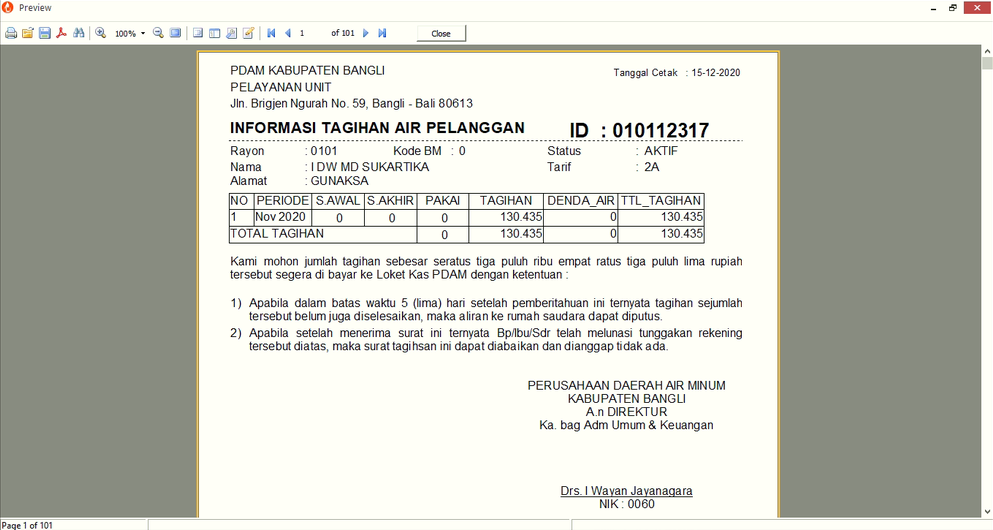 Preview
100%
1 of 101
Close
PDAM KABUPATEN BANGLI
Tanggal Cetak : 15-12-2020
PELAYANAN UNIT
Jln. Brigjen Ngurah No. 59, Bangli - Bali 80613
INFORMASI TAGIHAN AIR PELANGGAN ID : 010112317
Rayon : 0101 Kode BM : 0 Status : AKTIF
Nama : I DW MD SUKARTIKA Tarif : 2A
Alamat : GUNAKSA
NO PERIODE S.AWAL S.AKHIR PAKAI TAGIHAN DENDA_AIR TTL_TAGIHAN
1 Nov 2020 0 0 0 130.435 0 130.435
TOTAL TAGIHAN 0 130.435 0 130.435
Kami mohon jumlah tagihan sebesar seratus tiga puluh ribu empat ratus tiga puluh lima rupiah
tersebut segera di bayar ke Loket Kas PDAM dengan ketentuan :
1) Apabila dalam batas waktu 5 (lima) hari setelah pemberitahuan ini ternyata tagihan sejumlah
tersebut belum juga diselesaikan, maka aliran ke rumah saudara dapat diputus.
2) Apabila setelah menerima surat ini ternyata Bp/Ibu/Sdr telah melunasi tunggakan rekening
tersebut diatas, maka surat tagihsan ini dapat diabaikan dan dianggap tidak ada.
PERUSAHAAN DAERAH AIR MINUM
KABUPATEN BANGLI
A.n DIREKTUR
Ka. bag Adm Umum & Keuangan
Drs. I Wayan Jayanagara
NIK : 0060
Page 1 of 101